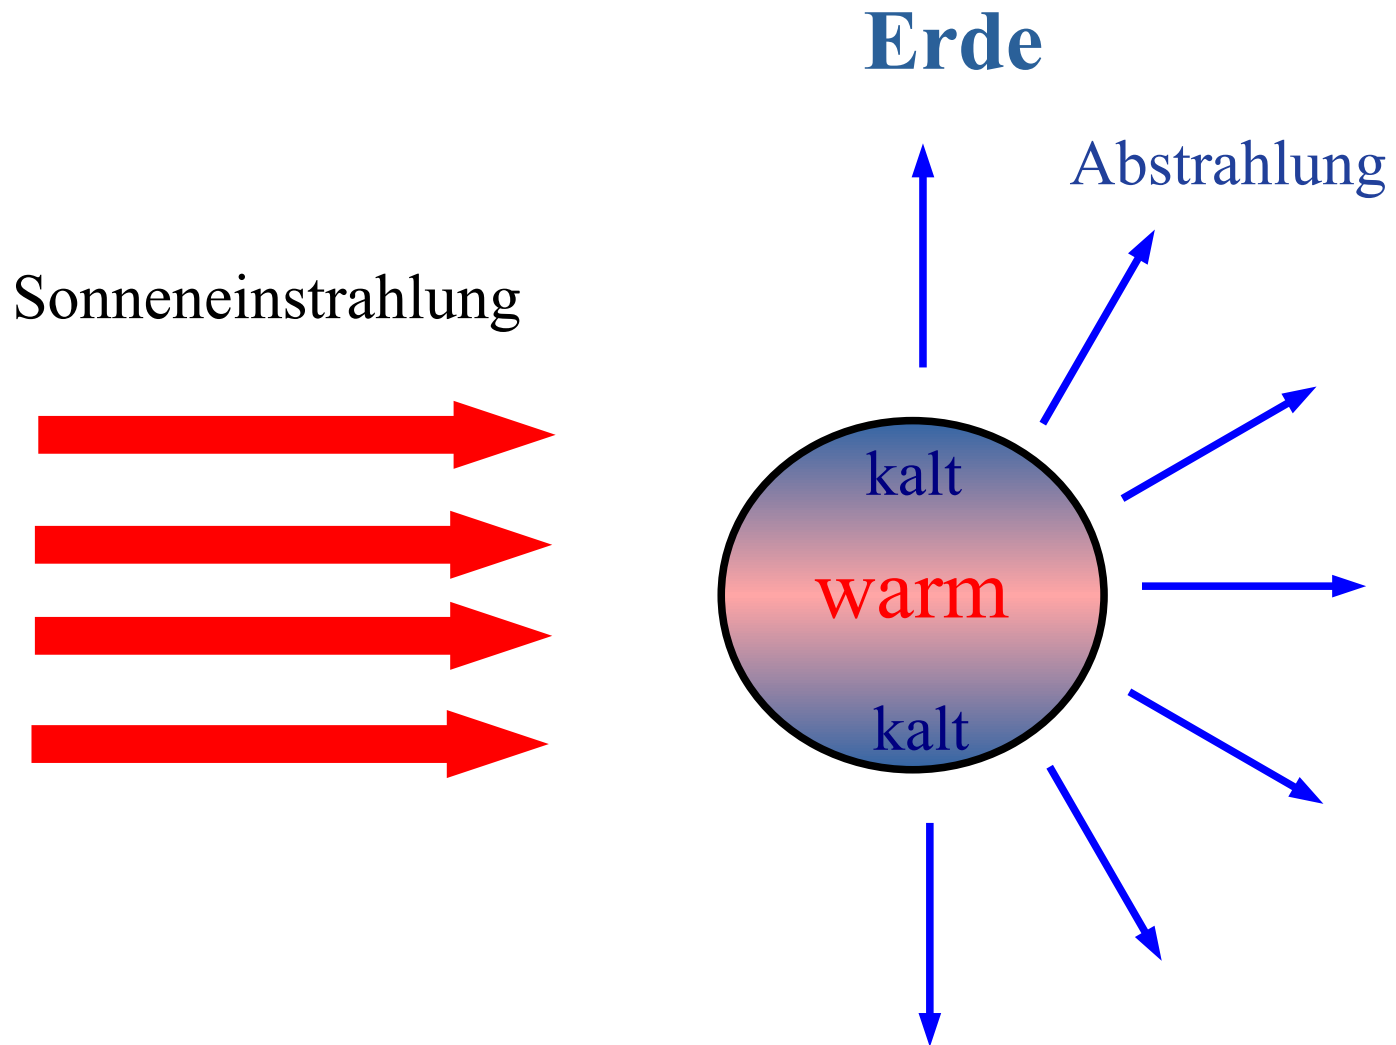 Erde
Abstrahlung
Sonneneinstrahlung
kalt
warm
kalt